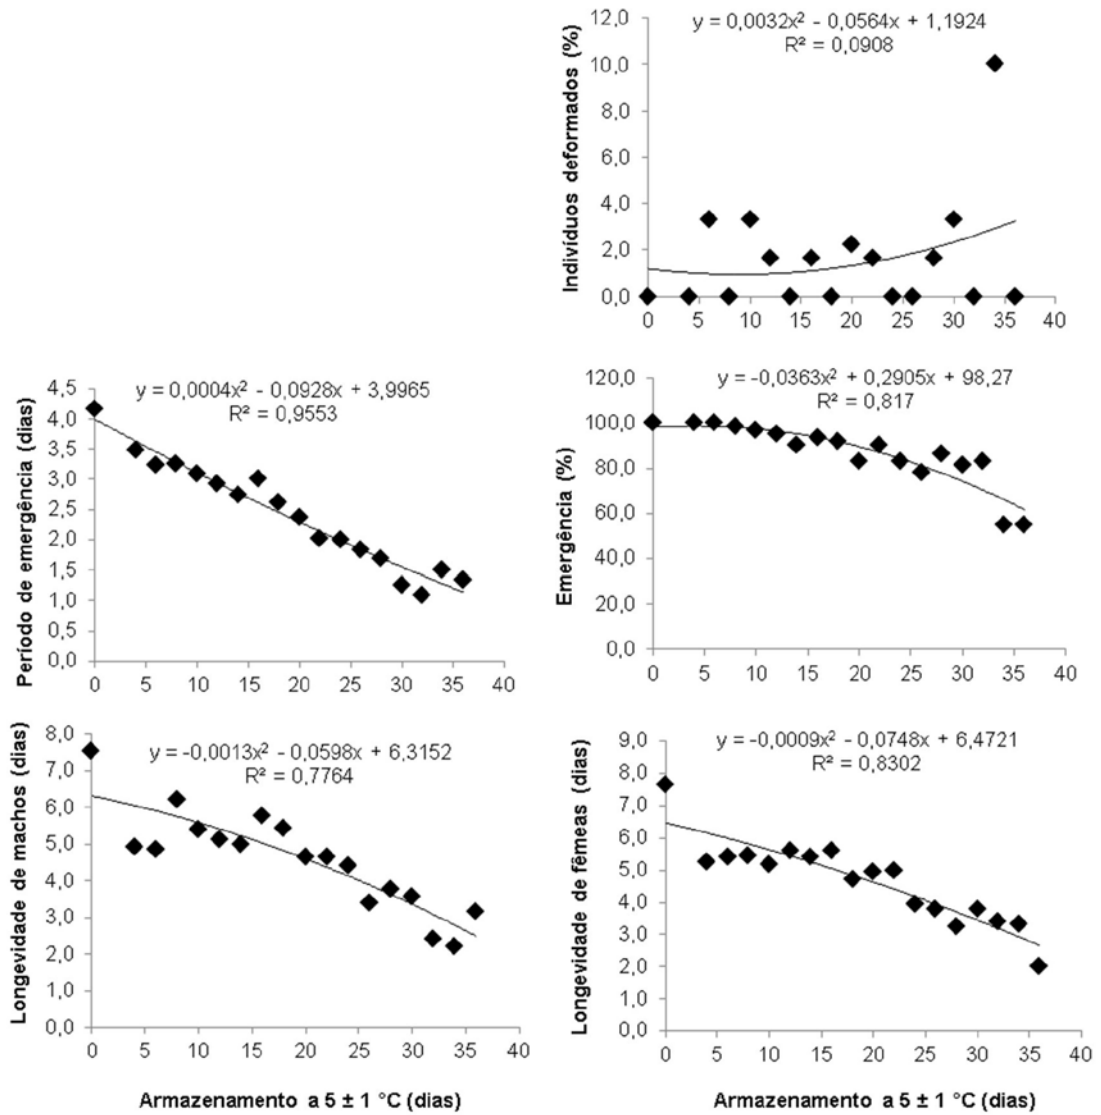 Indivíduos deformados (%)
y = 0,0032x² - 0,0564x + 1,1924
R² = 0,0908
12,0
10,0
8,0
6,0
4,0
2,0
0,0
0 5 10 15 20 25 30 35 40
Período de emergência (dias)
y = 0,0004x² - 0,0928x + 3,9965
R² = 0,9553
4,5
4,0
3,5
3,0
2,5
2,0
1,5
1,0
0,5
0,0
0 5 10 15 20 25 30 35 40
Emergência (%)
y = -0,0363x² + 0,2905x + 98,27
R² = 0,817
120,0
100,0
80,0
60,0
40,0
20,0
0,0
0 5 10 15 20 25 30 35 40
Longevidade de machos (dias)
y = -0,0013x² - 0,0598x + 6,3152
R² = 0,7764
8,0
7,0
6,0
5,0
4,0
3,0
2,0
1,0
0,0
0 5 10 15 20 25 30 35 40
Armazenamento a 5 ± 1 °C (dias)
Longevidade de fêmeas (dias)
y = -0,0009x² - 0,0748x + 6,4721
R² = 0,8302
9,0
8,0
7,0
6,0
5,0
4,0
3,0
2,0
1,0
0,0
0 5 10 15 20 25 30 35 40
Armazenamento a 5 ± 1 °C (dias)